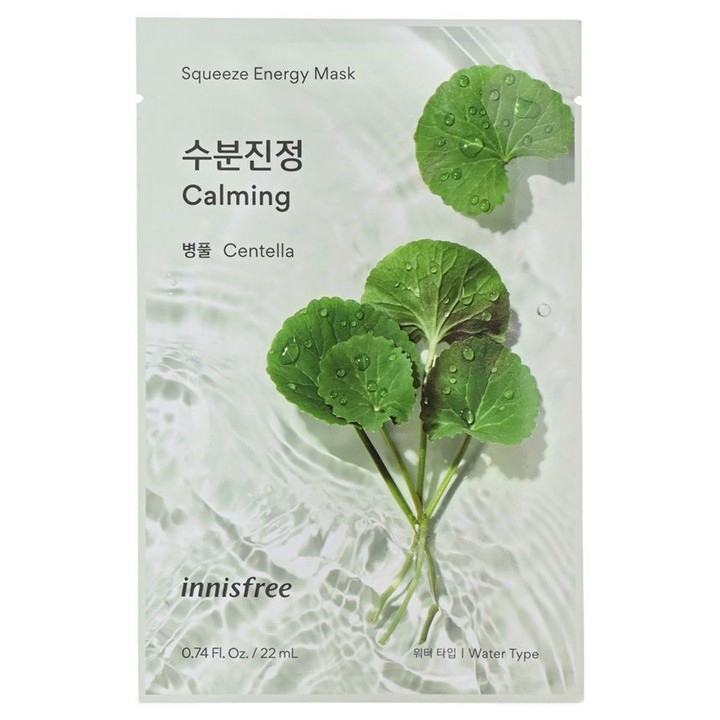 Squeeze Energy Mask
수분진정
Calming
병풀 Centella
innisfree
0.74 Fl. Oz. / 22 mL
워터 타입 | Water Type